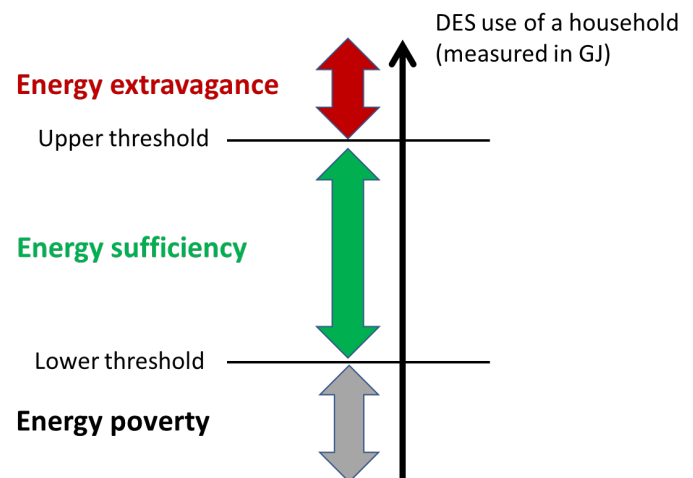 DES use of a household
(measured in GJ)
Energy extravagance
Upper threshold
Energy sufficiency
Lower threshold
Energy poverty